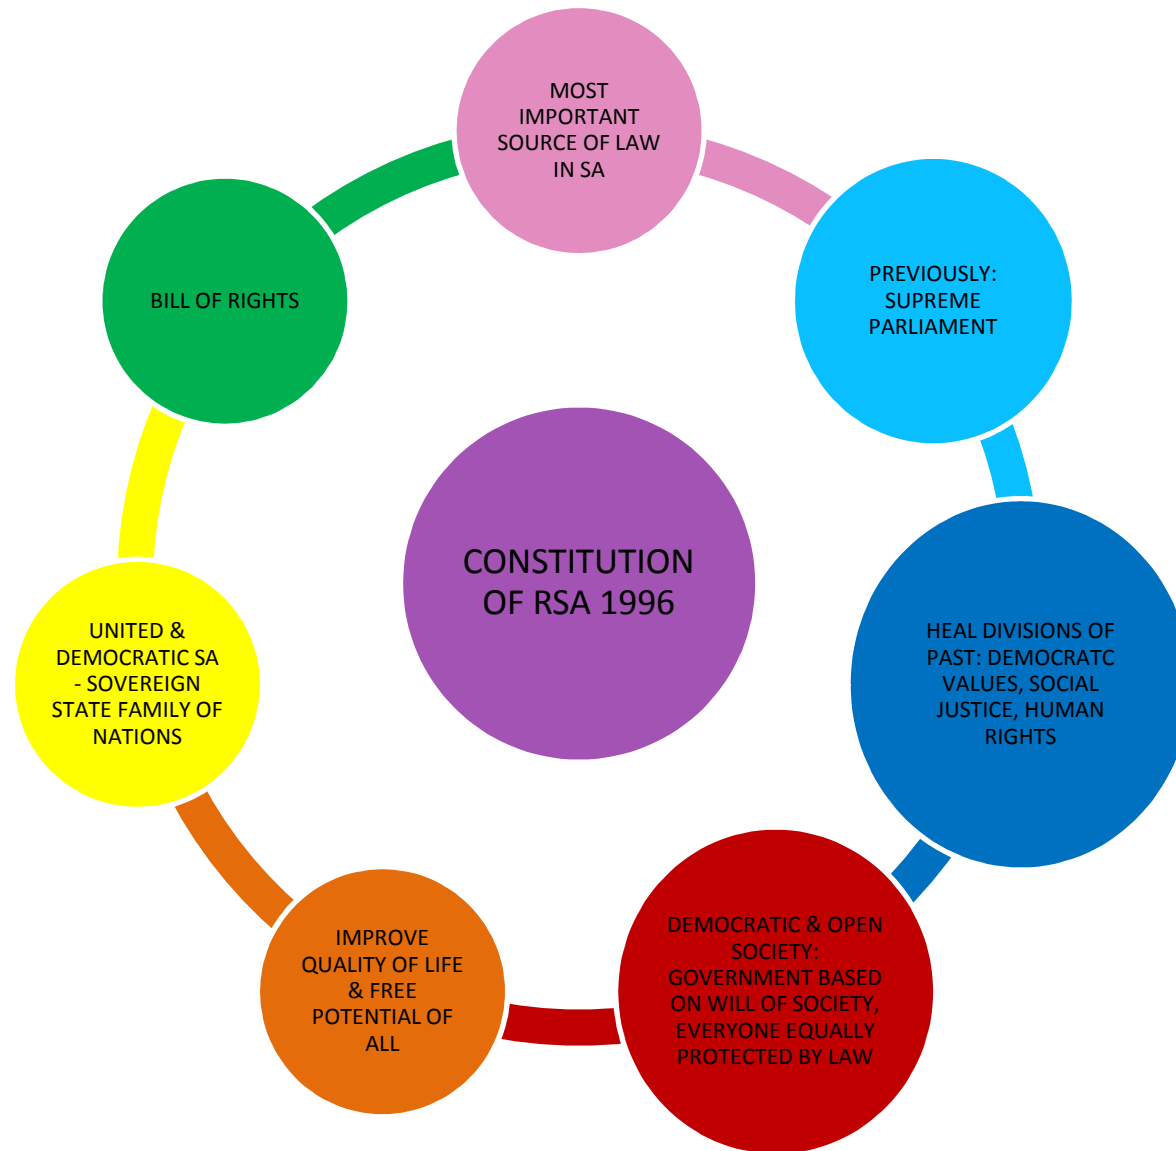 MOST
IMPORTANT
SOURCE OF LAW
IN SA
PREVIOUSLY:
SUPREME
PARLIAMENT
HEAL DIVISIONS OF
PAST: DEMOCRATC
VALUES, SOCIAL
JUSTICE, HUMAN
RIGHTS
DEMOCRATIC & OPEN
SOCIETY:
GOVERNMENT BASED
ON WILL OF SOCIETY,
EVERYONE EQUALLY
PROTECTED BY LAW
IMPROVE
QUALITY OF LIFE
& FREE
POTENTIAL OF
ALL
UNITED &
DEMOCRATIC SA
- SOVEREIGN
STATE FAMILY OF
NATIONS
BILL OF RIGHTS
CONSTITUTION
OF RSA 1996